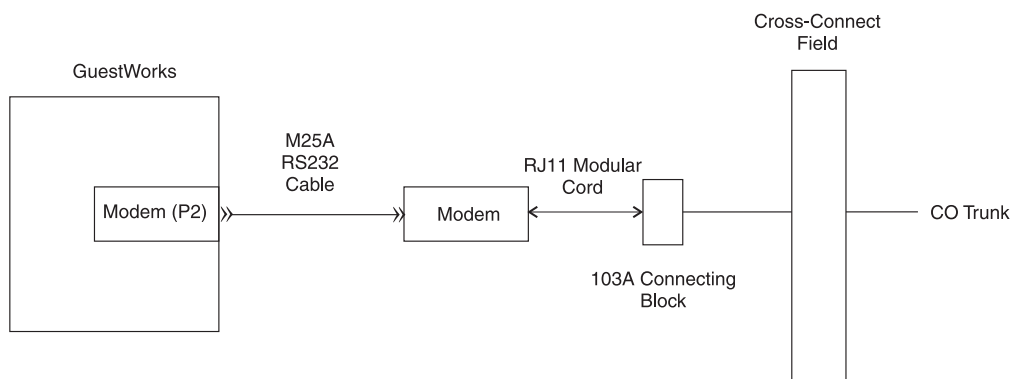 Cross-Connect
Field
GuestWorks
M25A
RS232
Cable
RJ11 Modular
Cord
Modem (P2)
Modem
CO Trunk
103A Connecting
Block